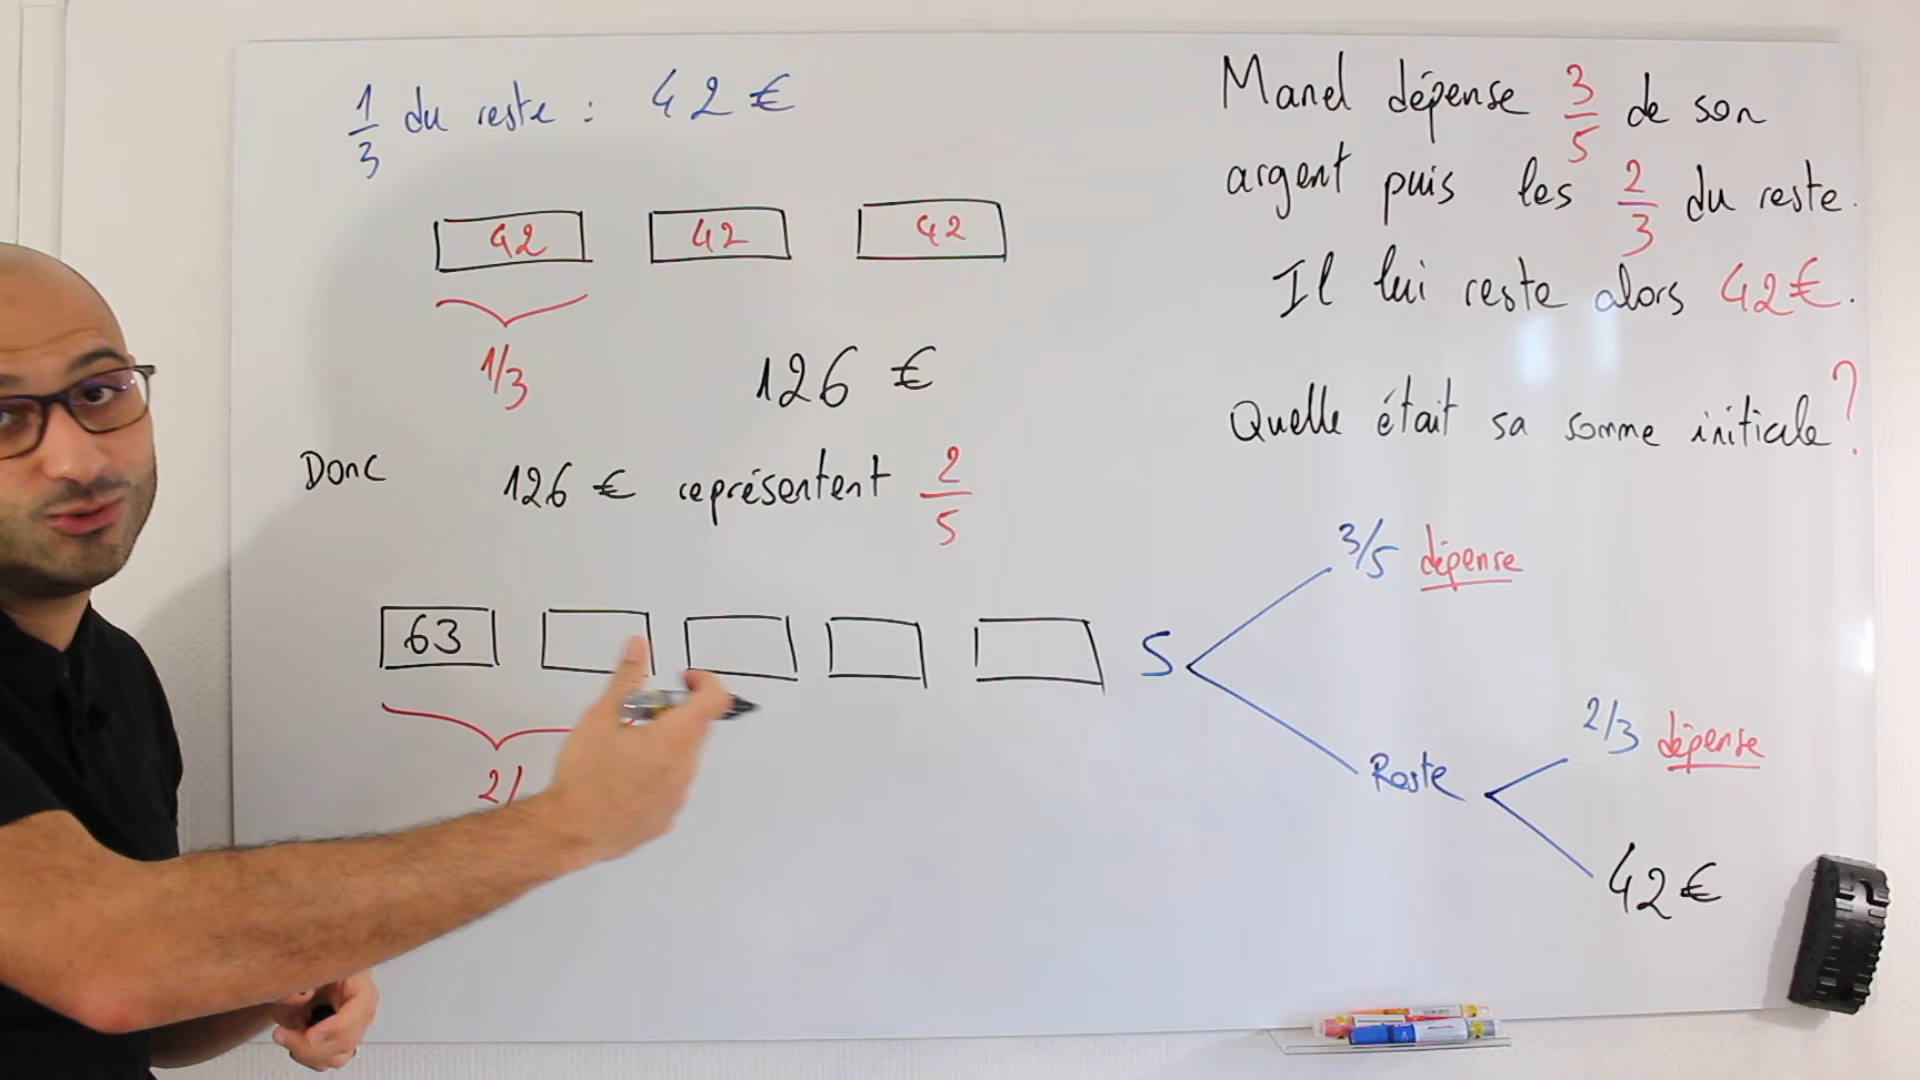 1/3 du reste : 42 €
42 42 42
1/3
126 €
Donc 126 € représentent 2/5
63
2/
Manel dépense 3/5 de son
argent puis les 2/3 du reste.
Il lui reste alors 42€.
Quelle était sa somme initiale ?
3/5 dépense
S
2/3 dépense
Reste
42€